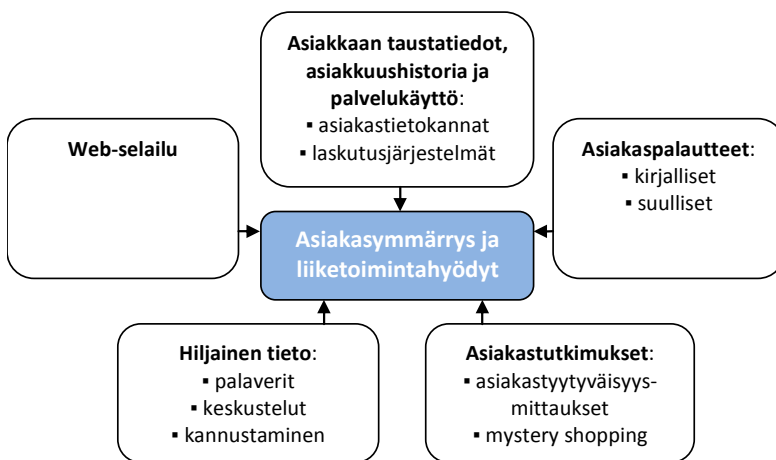 Asiakkaan taustatiedot,
asiakkuushistoria ja
palvelukäyttö:
▪ asiakastietokannat
▪ laskutusjärjestelmät
Web-selailu
Asiakaspalautteet:
▪ kirjalliset
▪ suulliset
Asiakasymmärrys ja
liiketoimintahyödyt
Hiljainen tieto:
▪ palaverit
▪ keskustelut
▪ kannustaminen
Asiakastutkimukset:
▪ asiakastyytyväisyys-
mittaukset
▪ mystery shopping